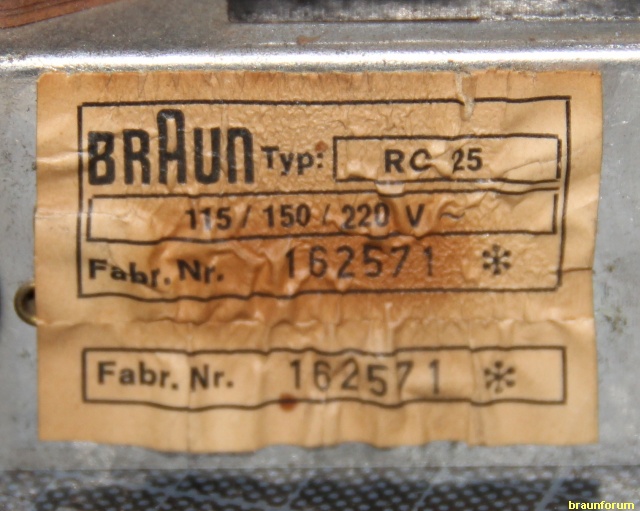 BRAUN Typ: RC 25
115 / 150 / 220 V ~
Fabr. Nr. 162571 *
Fabr. Nr. 162571 *
braunforum